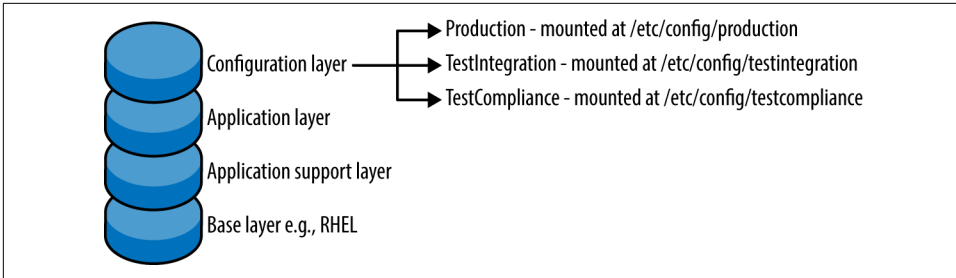 Production - mounted at /etc/config/production
Configuration layer
TestIntegration - mounted at /etc/config/testintegration
TestCompliance - mounted at /etc/config/testcompliance
Application layer
Application support layer
Base layer e.g., RHEL